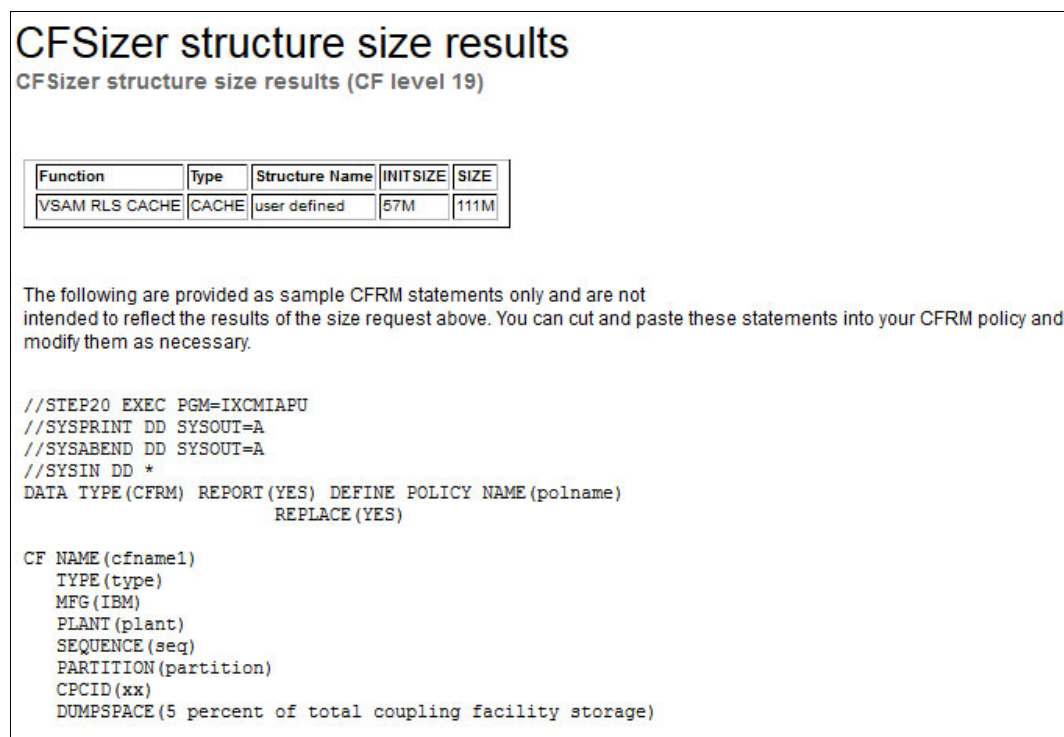 CFSizer structure size results
CFSizer structure size results (CF level 19)
Function Type Structure Name INITSIZE SIZE
VSAM RLS CACHE CACHE user defined 57M 111M
The following are provided as sample CFRM statements only and are not
intended to reflect the results of the size request above. You can cut and paste these statements into your CFRM policy and
modify them as necessary.
//STEP20 EXEC PGM=IXCMIAPU
//SYSPRINT DD SYSOUT=A
//SYSABEND DD SYSOUT=A
//SYSIN DD *
DATA TYPE(CFRM) REPORT(YES) DEFINE POLICY NAME(polname)
REPLACE(YES)
CF NAME(cfname1)
TYPE(type)
MFG(IBM)
PLANT(plant)
SEQUENCE(seq)
PARTITION(partition)
CPCID(xx)
DUMPSPACE(5 percent of total coupling facility storage)